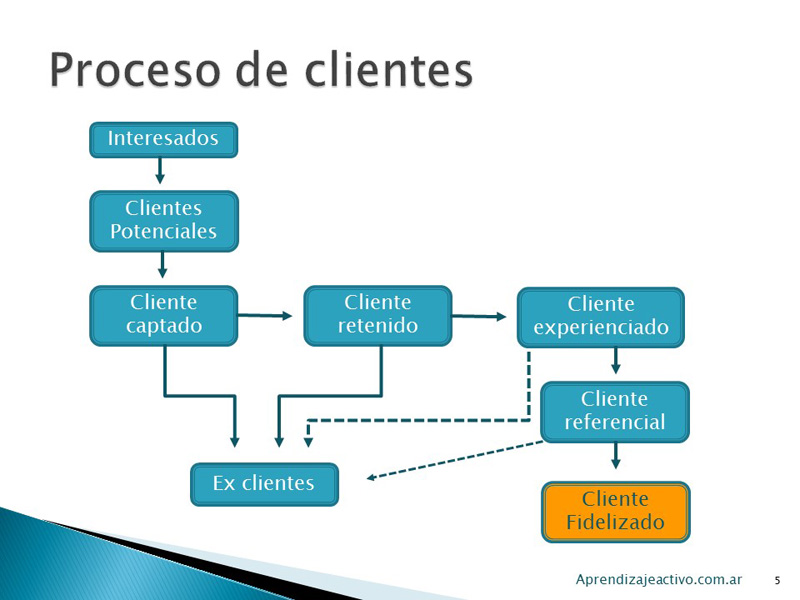 Proceso de clientes
Interesados
Clientes
Potenciales
Cliente
captado
Cliente
retenido
Cliente
experienciado
Cliente
referencial
Ex clientes
Cliente
Fidelizado
Aprendizajeactivo.com.ar
5